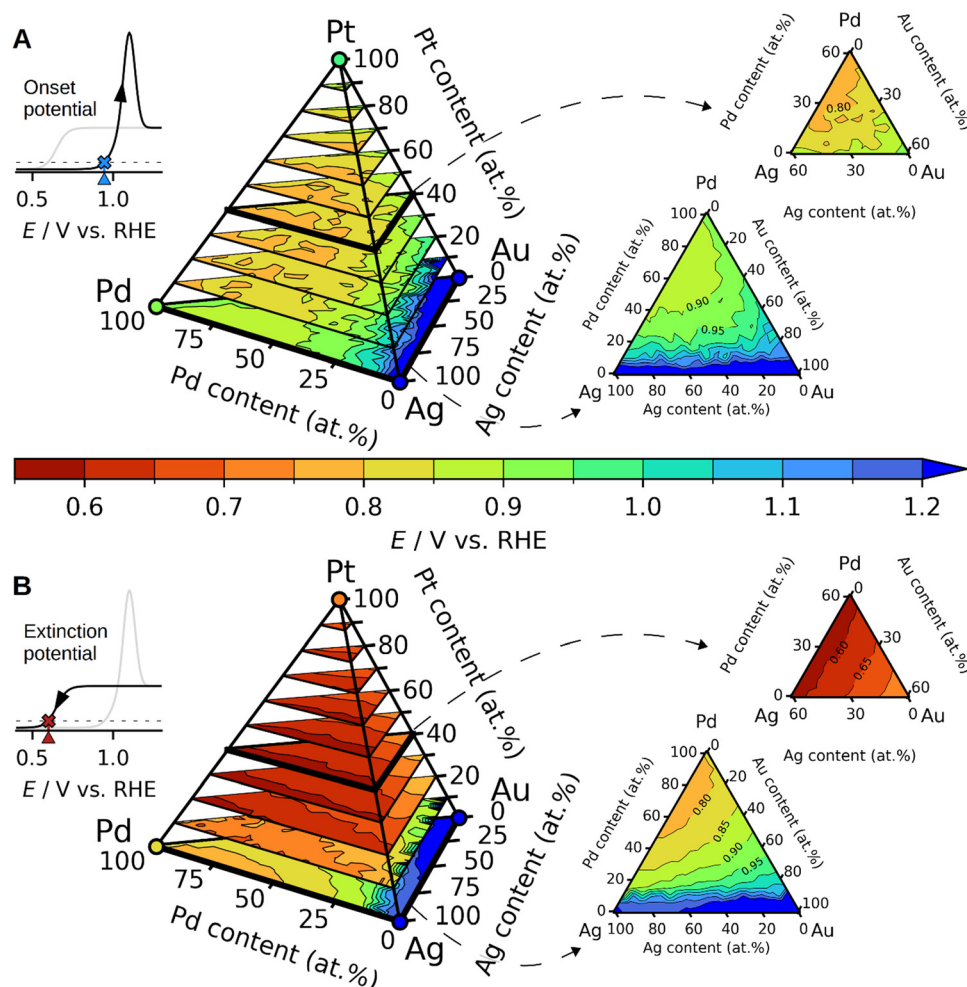 A
Onset
potential
0.5 1.0
E / V vs. RHE
Pt
100
80
60
40
20
0
Pt content (at.%)
Au
0
25
50
75
100
Ag content (at.%)
Pd
100
75
50
25
0
Pd content (at.%)
Ag
Pd
Pd content (at.%)
Au content (at.%)
60 0
30 30
0 60
0.80
60 30 0
Ag Au
Ag content (at.%)
Pd
Pd content (at.%)
Au content (at.%)
100 0
80 20
60 40
40 60
20 80
0 100
0.90
0.95
100 80 60 40 20 0
Ag Au
Ag content (at.%)
0.6 0.7 0.8 0.9 1.0 1.1 1.2
E / V vs. RHE
B
Extinction
potential
0.5 1.0
E / V vs. RHE
Pt
100
80
60
40
20
0
Pt content (at.%)
Au
0
25
50
75
100
Ag content (at.%)
Pd
100
75
50
25
0
Pd content (at.%)
Ag
Pd
Pd content (at.%)
Au content (at.%)
60 0
30 30
0 60
0.60
0.65
60 30 0
Ag Au
Ag content (at.%)
Pd
Pd content (at.%)
Au content (at.%)
100 0
80 20
60 40
40 60
20 80
0 100
0.80
0.85
0.90
0.95
100 80 60 40 20 0
Ag Au
Ag content (at.%)